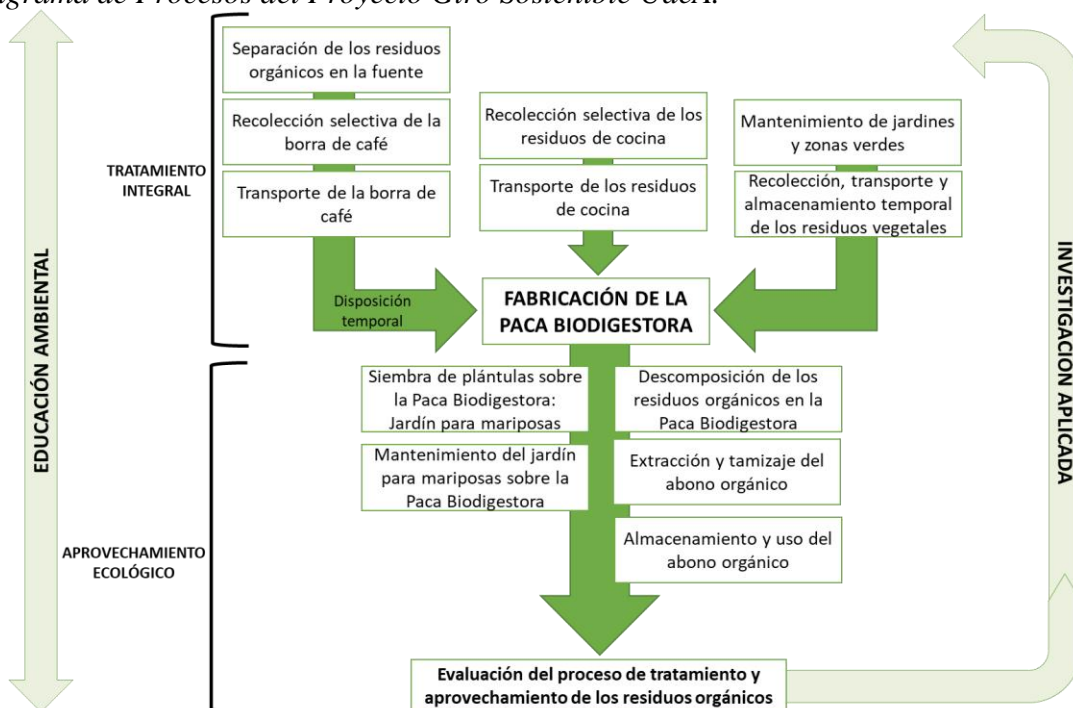 de Procesos del Proyecto Giro Sostenible UdeA.
Separación de los residuos
orgánicos en la fuente
Recolección selectiva de la
borra de café
Transporte de la borra de
café
Recolección selectiva de los
residuos de cocina
Transporte de los residuos
de cocina
Mantenimiento de jardines
y zonas verdes
Recolección, transporte y
almacenamiento temporal
de los residuos vegetales
TRATAMIENTO
INTEGRAL
Disposición
temporal
FABRICACIÓN DE LA
PACA BIODIGESTORA
EDUCACIÓN AMBIENTAL
INVESTIGACION APLICADA
Siembra de plántulas sobre
la Paca Biodigestora:
Jardín para mariposas
Mantenimiento del jardín
para mariposas sobre la
Paca Biodigestora
Descomposición de los
residuos orgánicos en la
Paca Biodigestora
Extracción y tamizaje del
abono orgánico
Almacenamiento y uso del
abono orgánico
APROVECHAMIENTO
ECOLÓGICO
Evaluación del proceso de tratamiento y
aprovechamiento de los residuos orgánicos